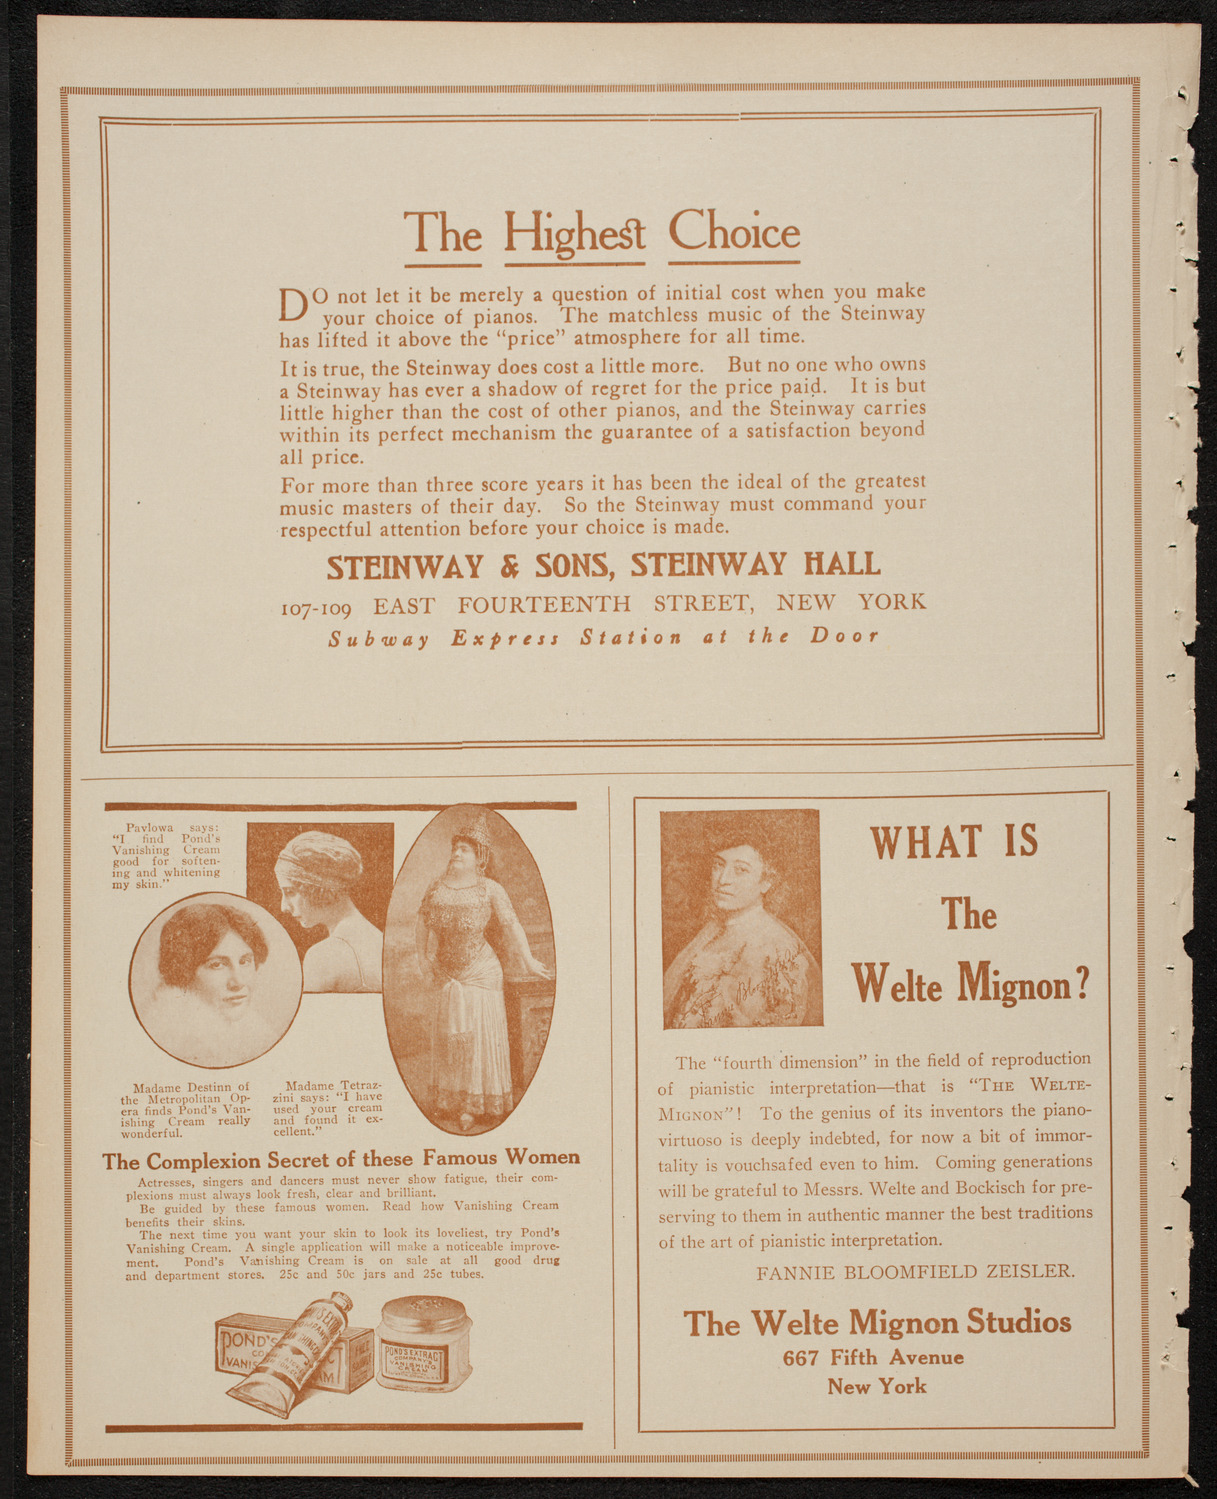 The Highest Choice
DO not let it be merely a question of initial cost when you make
your choice of pianos. The matchless music of the Steinway
has lifted it above the "price" atmosphere for all time.
It is true, the Steinway does cost a little more. But no one who owns
a Steinway has ever a shadow of regret for the price paid. It is but
little higher than the cost of other pianos, and the Steinway carries
within its perfect mechanism the guarantee of a satisfaction beyond
all price.
For more than three score years it has been the ideal of the greatest
music masters of their day. So the Steinway must command your
respectful attention before your choice is made.
STEINWAY & SONS, STEINWAY HALL
107-109 EAST FOURTEENTH STREET, NEW YORK
Subway Express Station at the Door
Pavlowa says:
"I find Pond's
Vanishing Cream
good for soften-
ing and whitening
my skin."
Madame Destinn of
the Metropolitan Op-
era finds Pond's Van-
ishing Cream really
wonderful.
Madame Tetraz-
zini says: "I have
used your cream
and found it ex-
cellent."
The Complexion Secret of these Famous Women
Actresses, singers and dancers must never show fatigue, their com-
plexions must always look fresh, clear and brilliant.
Be guided by these famous women. Read how Vanishing Cream
benefits their skins.
The next time you want your skin to look its loveliest, try Pond's
Vanishing Cream. A single application will make a noticeable improve-
ment. Pond's Vanishing Cream is on sale at all good drug
and department stores. 25c and 50c jars and 25c tubes.
POND'S
VANIS
POND'S EXTRACT
COMPANY'S
VANISHING
CREAM
WHAT IS
The
Welte Mignon?
The "fourth dimension" in the field of reproduction
of pianistic interpretation—that is "THE WELTE-
MIGNON"! To the genius of its inventors the piano-
virtuoso is deeply indebted, for now a bit of immor-
tality is vouchsafed even to him. Coming generations
will be grateful to Messrs. Welte and Bockisch for pre-
serving to them in authentic manner the best traditions
of the art of pianistic interpretation.
FANNIE BLOOMFIELD ZEISLER.
The Welte Mignon Studios
667 Fifth Avenue
New York